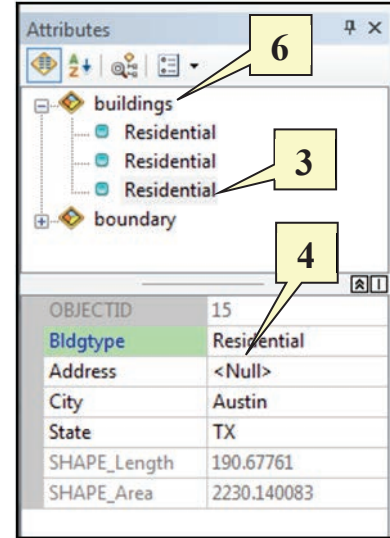 Attributes
6
buildings
Residential
Residential
3
Residential
boundary
4
OBJECTID 15
Bldgtype Residential
Address <Null>
City Austin
State TX
SHAPE_Length 190.67761
SHAPE_Area 2230.140083